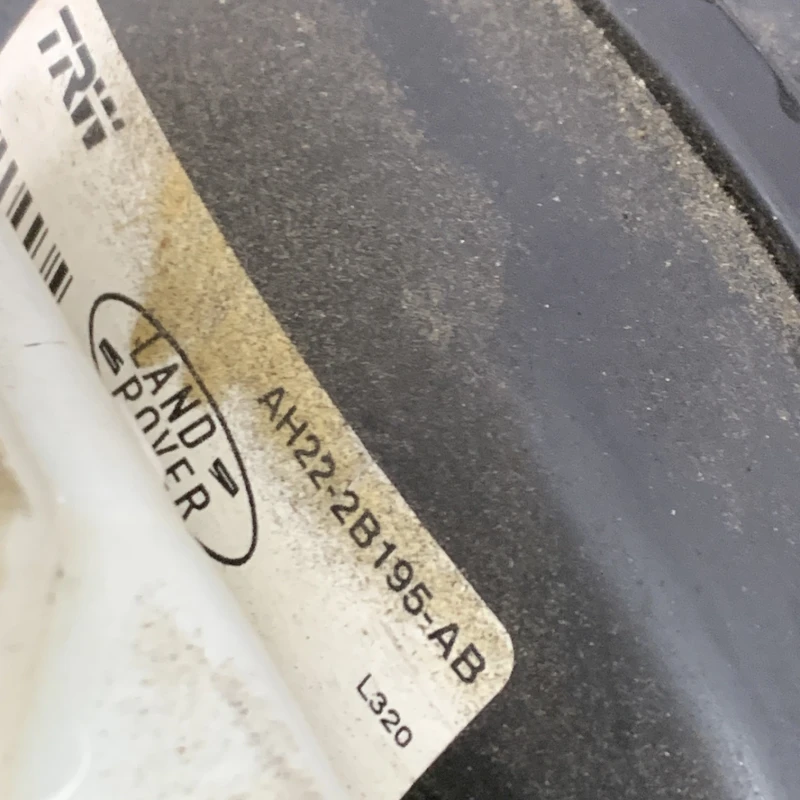 TRW
LAND
ROVER
AH22-2B195-AB
L320